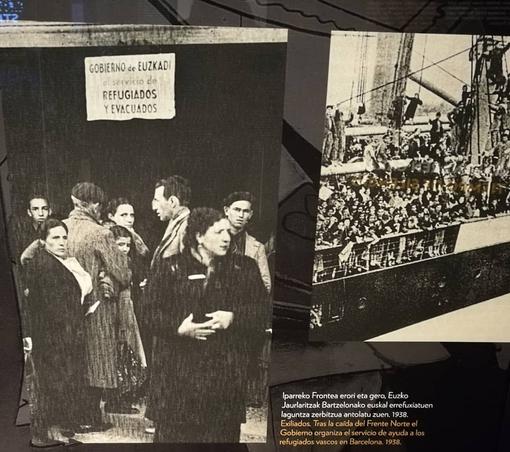 GOBIERNO de EUZKADI
el servicio de
REFUGIADOS
Y EVACUADOS
Iparreko Frontea erori eta gero, Euzko
Jaurlaritzak Bartzelonako euskal errefuxiatuen
laguntza zerbitzua antolatu zuen. 1938.
Exiliados. Tras la caída del Frente Norte el
Gobierno organiza el servicio de ayuda a los
refugiados vascos en Barcelona. 1938.